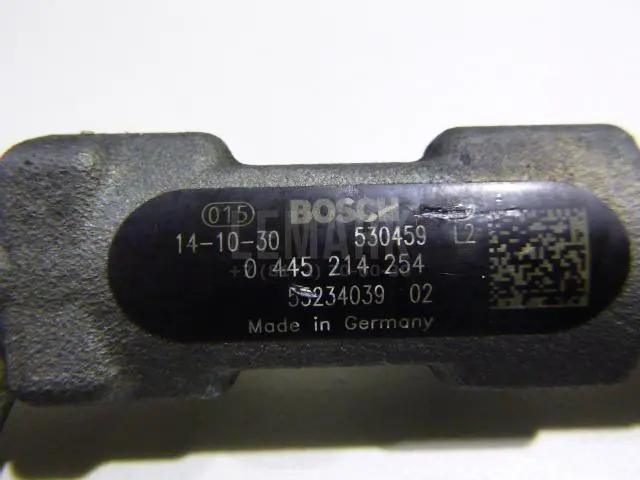 015 BOSCH
14-10-30 530459 L2
0 445 214 254
55234039 02
Made in Germany